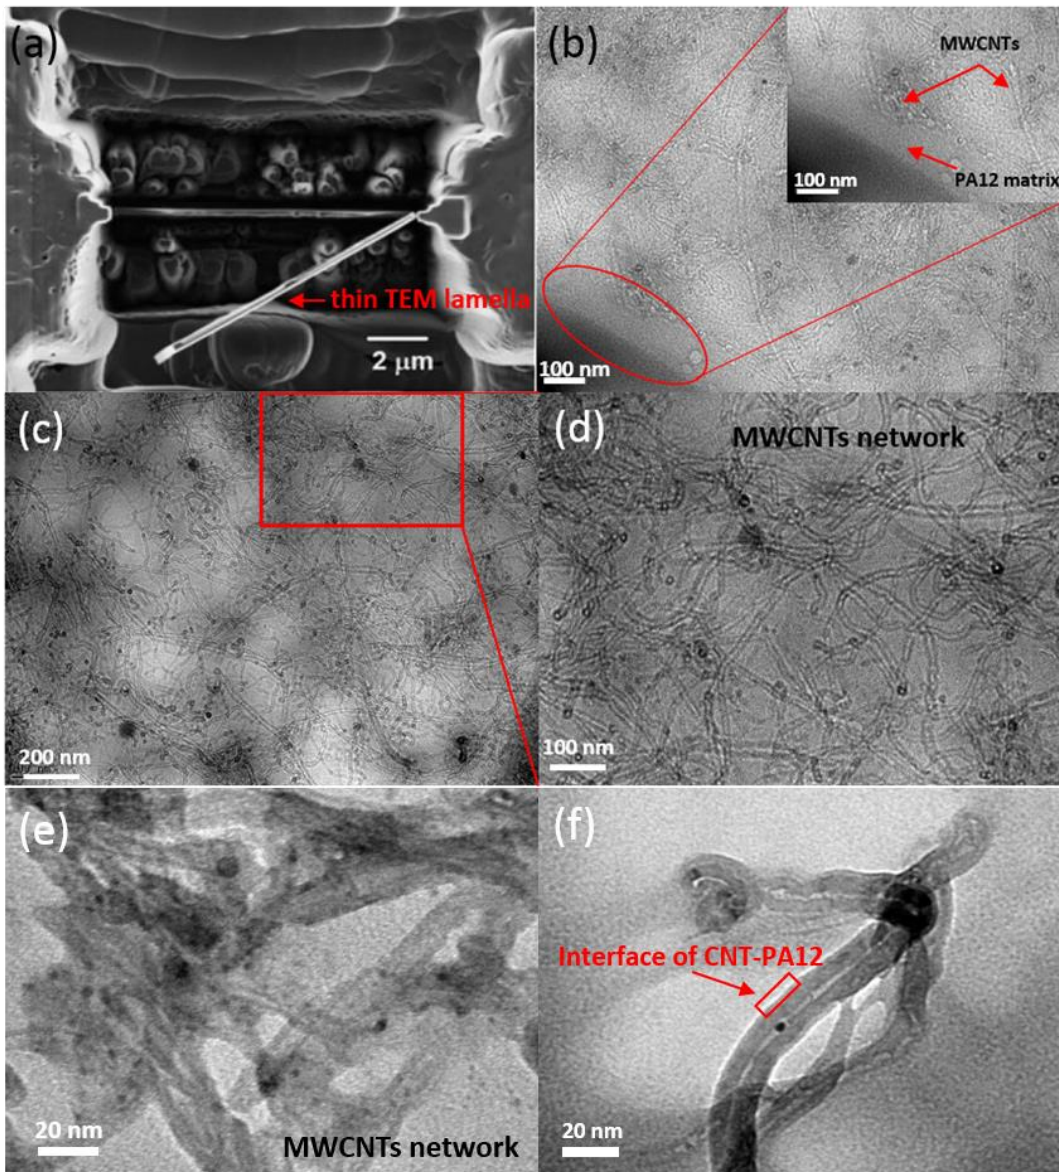 (a)
thin TEM lamella
2 μm
(b)
MWCNTs
PA12 matrix
100 nm
100 nm
(c)
200 nm
(d)
MWCNTs network
100 nm
(e)
20 nm
MWCNTs network
(f)
Interface of CNT-PA12
20 nm